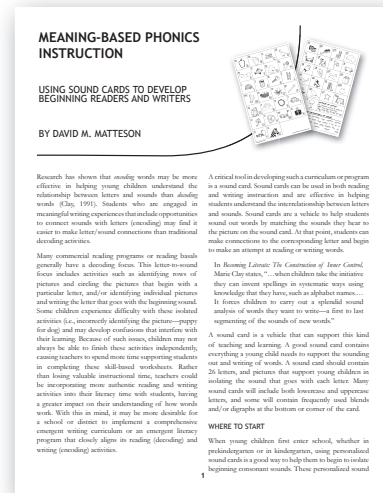 MEANING-BASED PHONICS
INSTRUCTION
USING SOUND CARDS TO DEVELOP
BEGINNING READERS AND WRITERS
BY DAVID M. MATTESON
Research has shown that encoding words may be more
effective in helping young children understand the
relationship between letters and sounds than decoding
words (Clay, 1991). Students who are engaged in
meaningful writing experiences that include opportunities
to connect sounds with letters (encoding) may find it
easier to make letter/sound connections than traditional
decoding activities.
Many commercial reading programs or reading basals
generally have a decoding focus. This letter-to-sound
focus includes activities such as identifying rows of
pictures and circling the pictures that begin with a
particular letter, and/or identifying individual pictures
and writing the letter that goes with the beginning sound.
Some children experience difficulty with these isolated
activities (i.e., incorrectly identifying the picture—puppy
for dog) and may develop confusions that interfere with
their learning. Because of such issues, children may not
always be able to finish these activities independently,
causing teachers to spend more time supporting students
in completing these skill-based worksheets. Rather
than losing valuable instructional time, teachers could
be incorporating more authentic reading and writing
activities into their literacy time with students, having
a greater impact on their understanding of how words
work. With this in mind, it may be more desirable for
a school or district to implement a comprehensive
emergent writing curriculum or an emergent literacy
program that closely aligns its reading (decoding) and
writing (encoding) activities.
A critical tool in developing such a curriculum or program
is a sound card. Sound cards can be used in both reading
and writing instruction and are effective in helping
students understand the interrelationship between letters
and sounds. Sound cards are a vehicle to help students
sound out words by matching the sounds they hear to
the picture on the sound card. At that point, students can
make connections to the corresponding letter and begin
to make an attempt at reading or writing words.
In Becoming Literate: The Construction of Inner Control,
Marie Clay states, “…when children take the initiative
they can invent spellings in systematic ways using
knowledge that they have, such as alphabet names.…
It forces children to carry out a splendid sound
analysis of words they want to write—a first to last
segmenting of the sounds of new words.”
A sound card is a vehicle that can support this kind
of teaching and learning. A good sound card contains
everything a young child needs to support the sounding
out and writing of words. A sound card should contain
26 letters, and pictures that support young children in
isolating the sound that goes with each letter. Many
sound cards will include both lowercase and uppercase
letters, and some will contain frequently used blends
and/or digraphs at the bottom or corner of the card.
WHERE TO START
When young children first enter school, whether in
prekindergarten or in kindergarten, using personalized
sound cards is a good way to help them to begin to isolate
beginning consonant sounds. These personalized sound
1